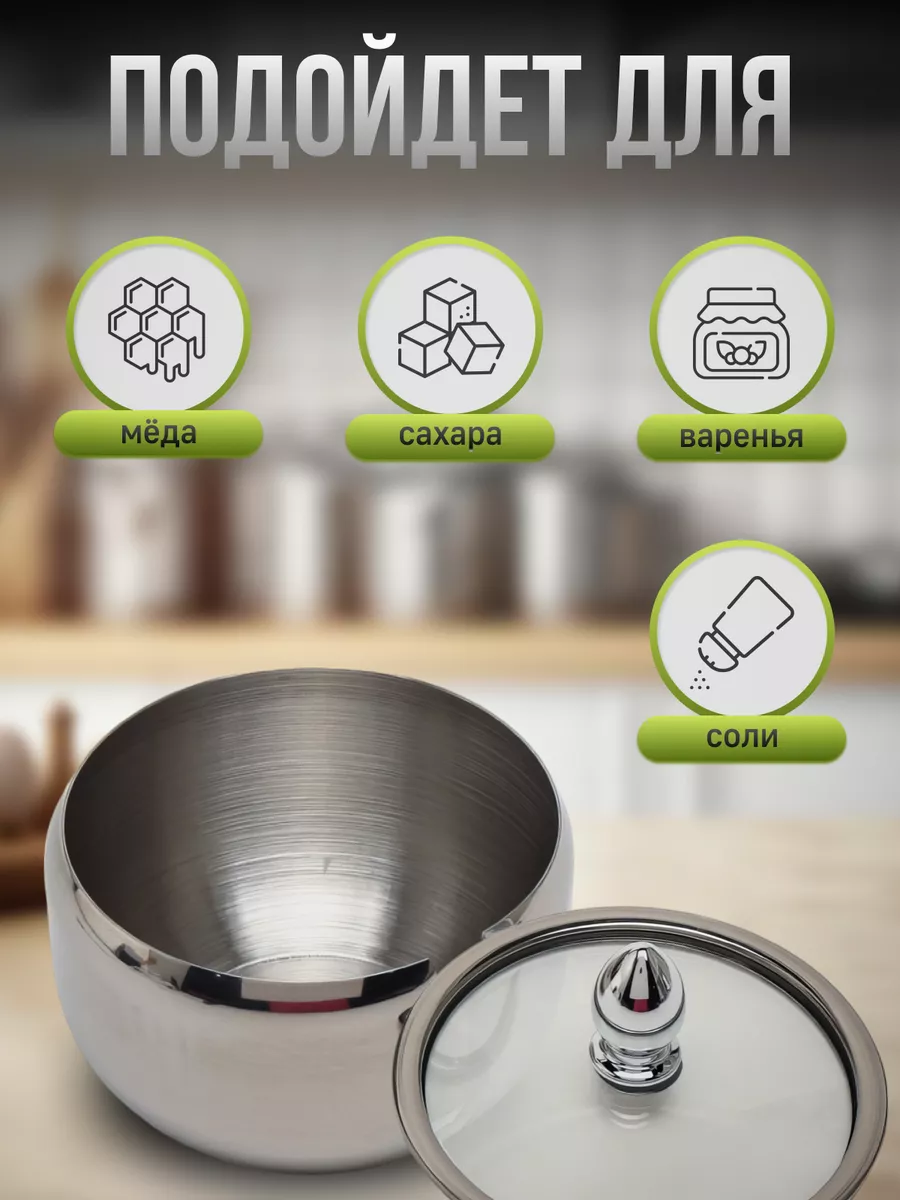 ПОДОЙДЕТ ДЛЯ
мёда
сахара
варенья
соли